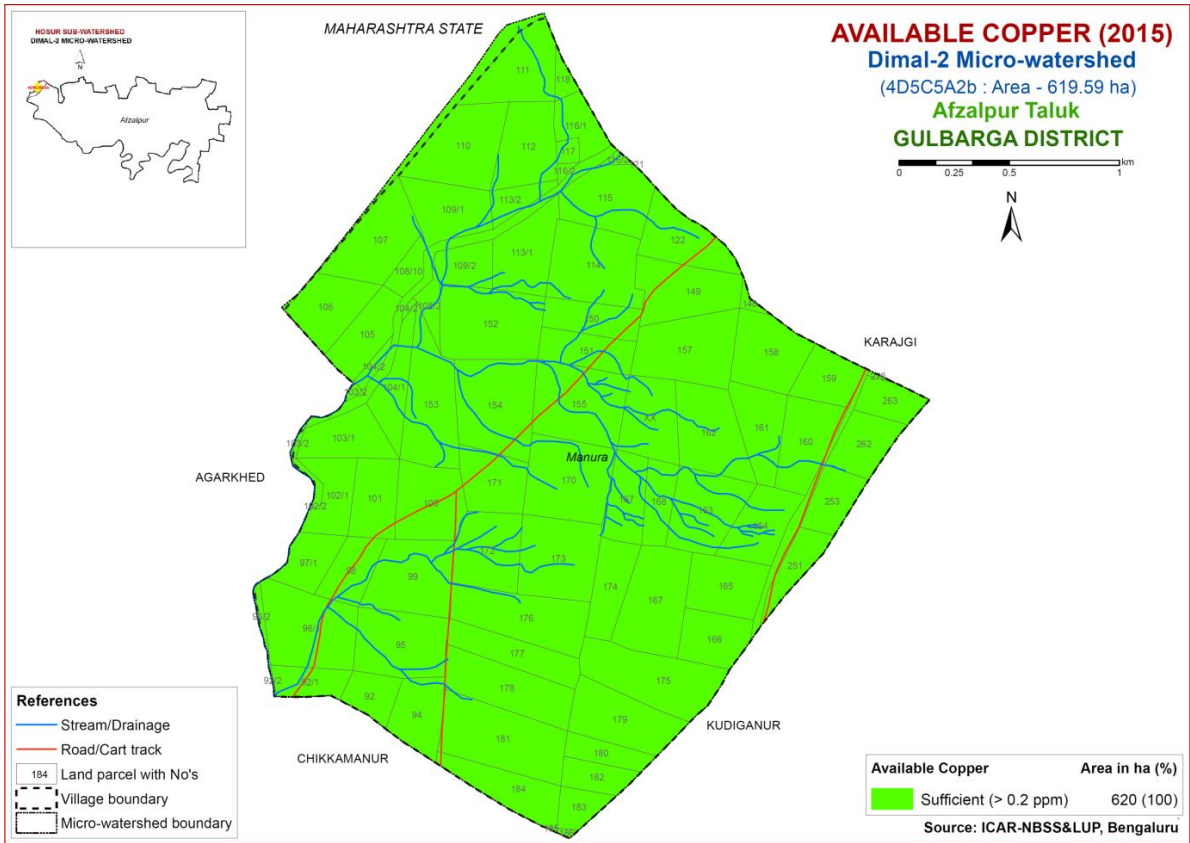 HOSUR SUB-WATERSHED
DIMAL-2 MICRO-WATERSHED
N
Afzalpur
MAHARASHTRA STATE
AVAILABLE COPPER (2015)
Dimal-2 Micro-watershed
(4D5C5A2b : Area - 619.59 ha)
Afzalpur Taluk
GULBARGA DISTRICT
km
0 0.25 0.5 1
N
111
118
116/1
110
112
117
116/2
113/2
115
109/1
107
122
113/1
109/2
114
108/10
149
106
152
150
105
151
157
158
KARAJGI
159
104/2
104/1
263
153
154
155
XX
162
161
160
262
103/1
Manura
AGARKHED
171
170
102/1
101
100
187
168
163
253
164
172
173
97/1
98
99
251
174
167
165
176
96/1
95
166
177
175
92/1
92
178
94
179
KUDIGANUR
181
180
CHIKKAMANUR
182
184
183
References
Stream/Drainage
Road/Cart track
184 Land parcel with No's
Village boundary
Micro-watershed boundary
Available Copper Area in ha (%)
Sufficient (> 0.2 ppm) 620 (100)
Source: ICAR-NBSS&LUP, Bengaluru